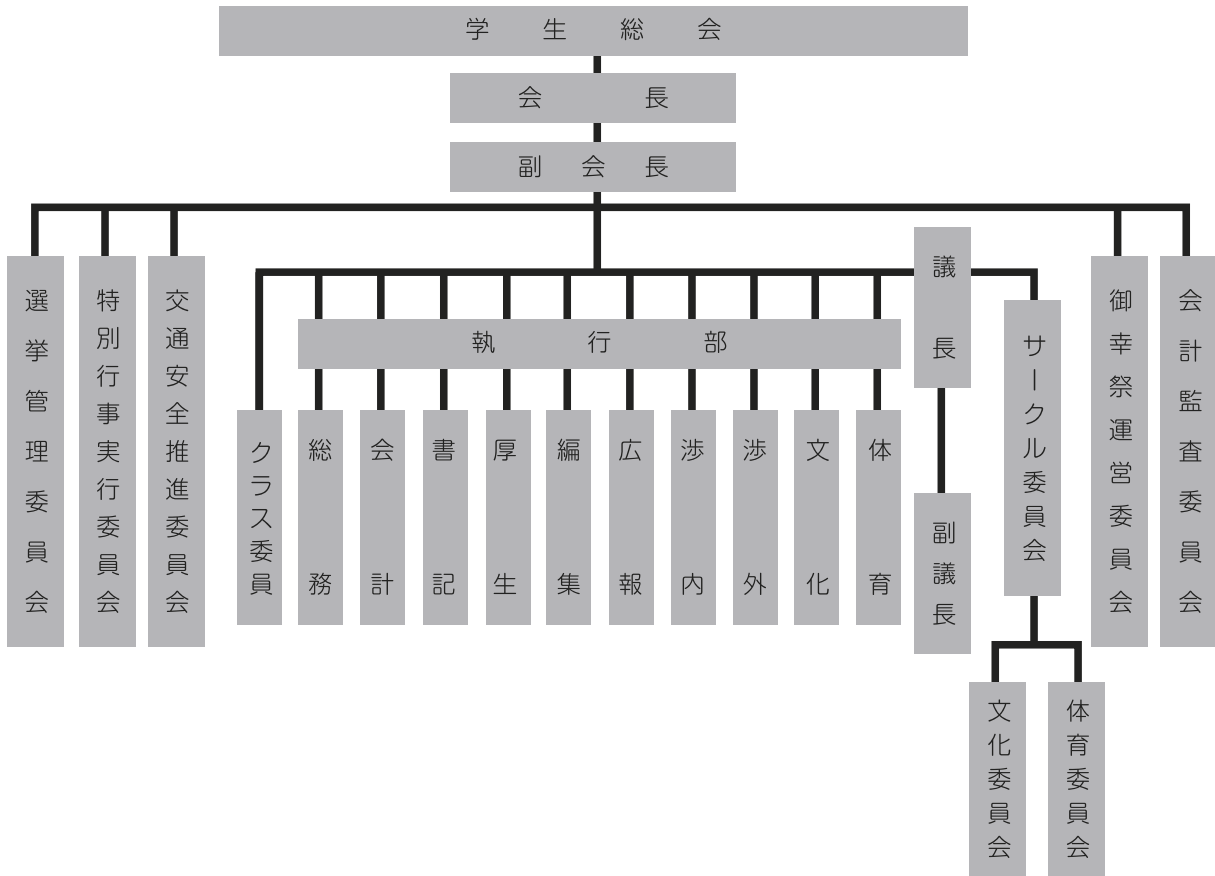 学生総会
会長
副会長
選挙管理委員会
特別行事実行委員会
交通安全推進委員会
議長
御幸祭運営委員会
会計監査委員会
執行部
サークル委員会
クラス委員
総務
会計
書記
厚生
編集
広報
渉内
渉外
文化
体育
副議長
文化委員会
体育委員会